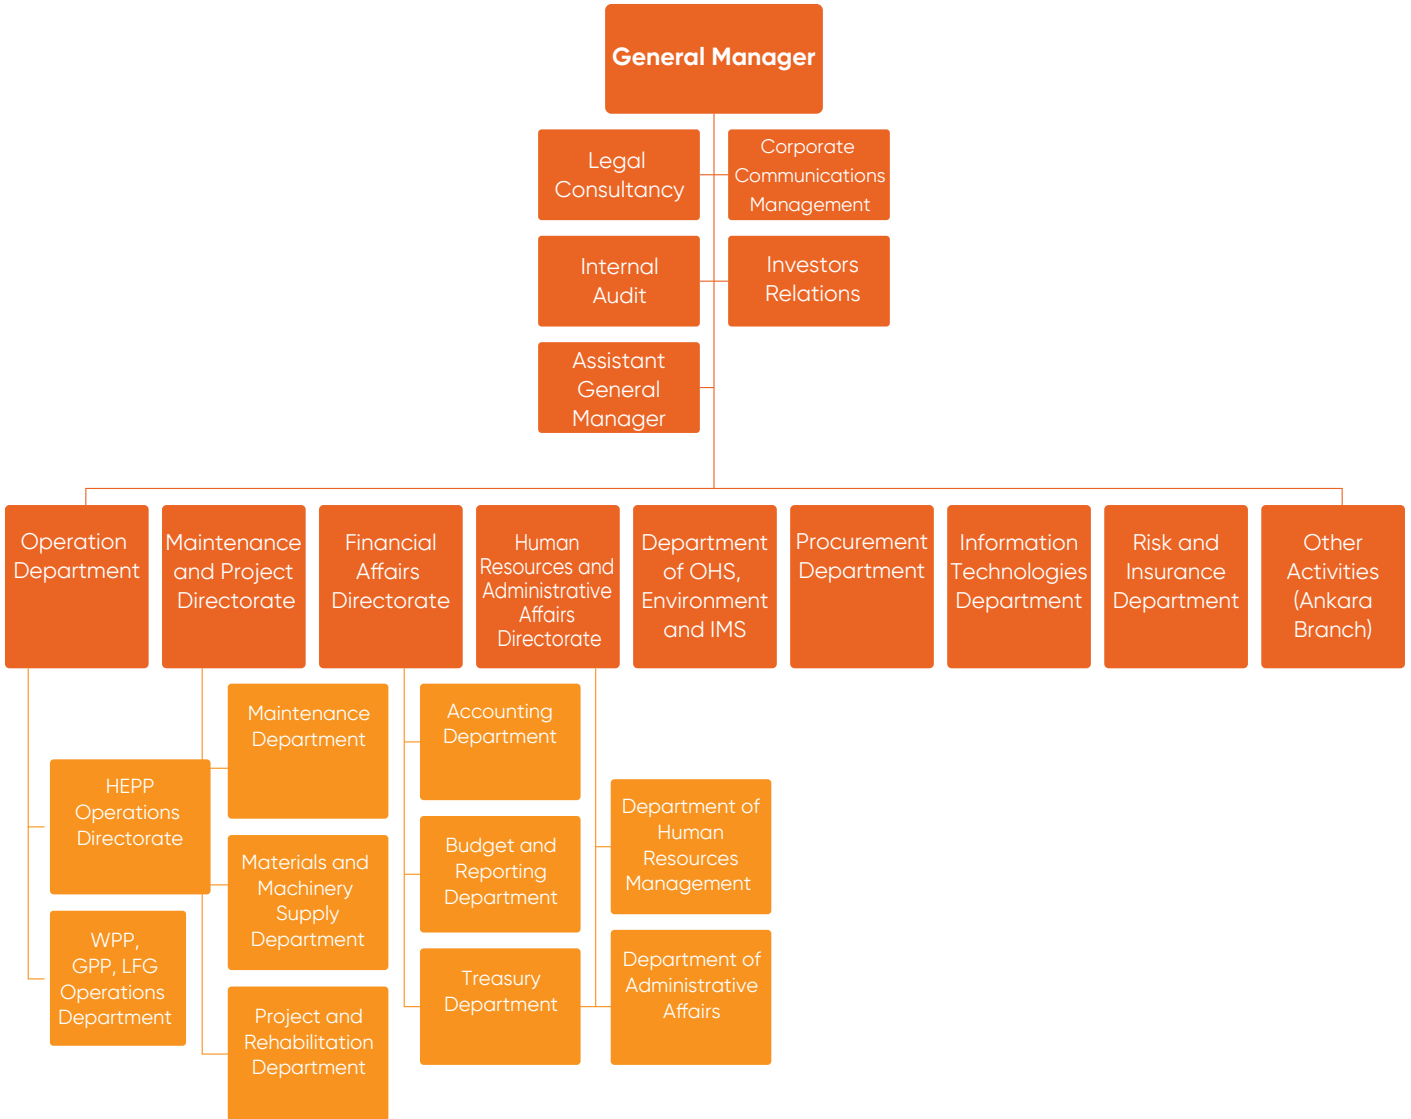 General Manager
Legal
Consultancy
Corporate
Communications
Management
Internal
Audit
Investors
Relations
Assistant
General
Manager
Operation
Department
Maintenance
and Project
Directorate
Financial
Affairs
Directorate
Human
Resources and
Administrative
Affairs
Directorate
Department
of OHS,
Environment
and IMS
Procurement
Department
Information
Technologies
Department
Risk and
Insurance
Department
Other
Activities
(Ankara
Branch)
HEPP
Operations
Directorate
WPP,
GPP, LFG
Operations
Department
Maintenance
Department
Materials and
Machinery
Supply
Department
Project and
Rehabilitation
Department
Accounting
Department
Budget and
Reporting
Department
Treasury
Department
Department of
Human
Resources
Management
Department of
Administrative
Affairs